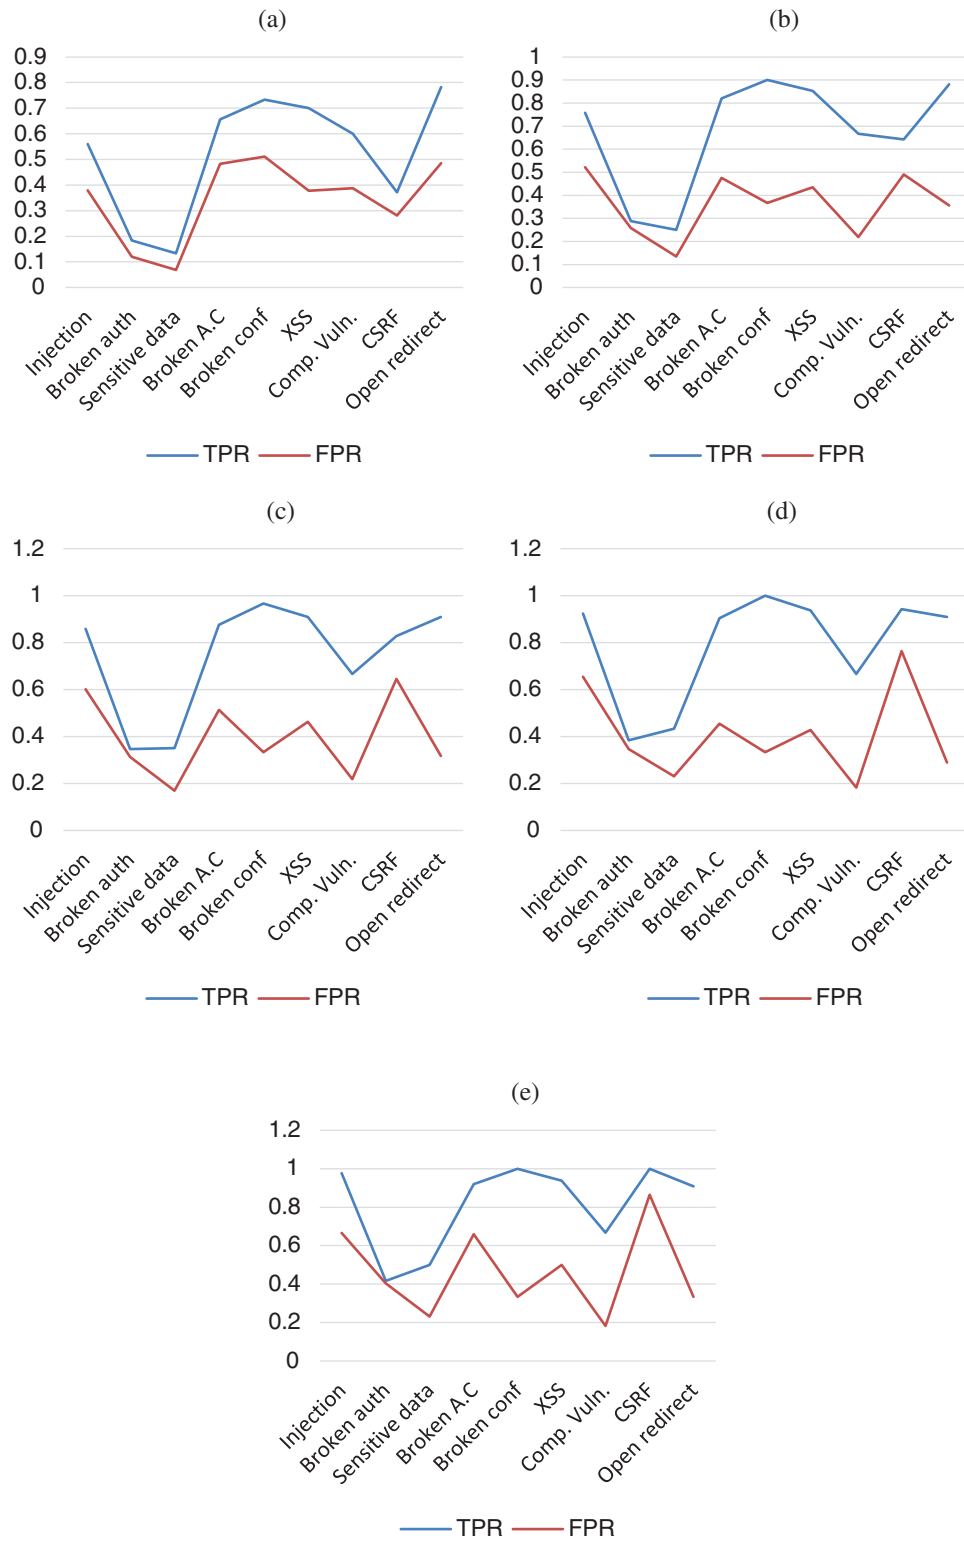 (a)
0.9
0.8
0.7
0.6
0.5
0.4
0.3
0.2
0.1
0
Injection
Broken auth
Sensitive data
Broken A.C
Broken conf
XSS
Comp. Vuln.
CSRF
Open redirect
TPR FPR
(b)
1
0.9
0.8
0.7
0.6
0.5
0.4
0.3
0.2
0.1
0
Injection
Broken auth
Sensitive data
Broken A.C
Broken conf
XSS
Comp. Vuln.
CSRF
Open redirect
TPR FPR
(c)
1.2
1
0.8
0.6
0.4
0.2
0
Injection
Broken auth
Sensitive data
Broken A.C
Broken conf
XSS
Comp. Vuln.
CSRF
Open redirect
TPR FPR
(d)
1.2
1
0.8
0.6
0.4
0.2
0
Injection
Broken auth
Sensitive data
Broken A.C
Broken conf
XSS
Comp. Vuln.
CSRF
Open redirect
TPR FPR
(e)
1.2
1
0.8
0.6
0.4
0.2
0
Injection
Broken auth
Sensitive data
Broken A.C
Broken conf
XSS
Comp. Vuln.
CSRF
Open redirect
TPR FPR